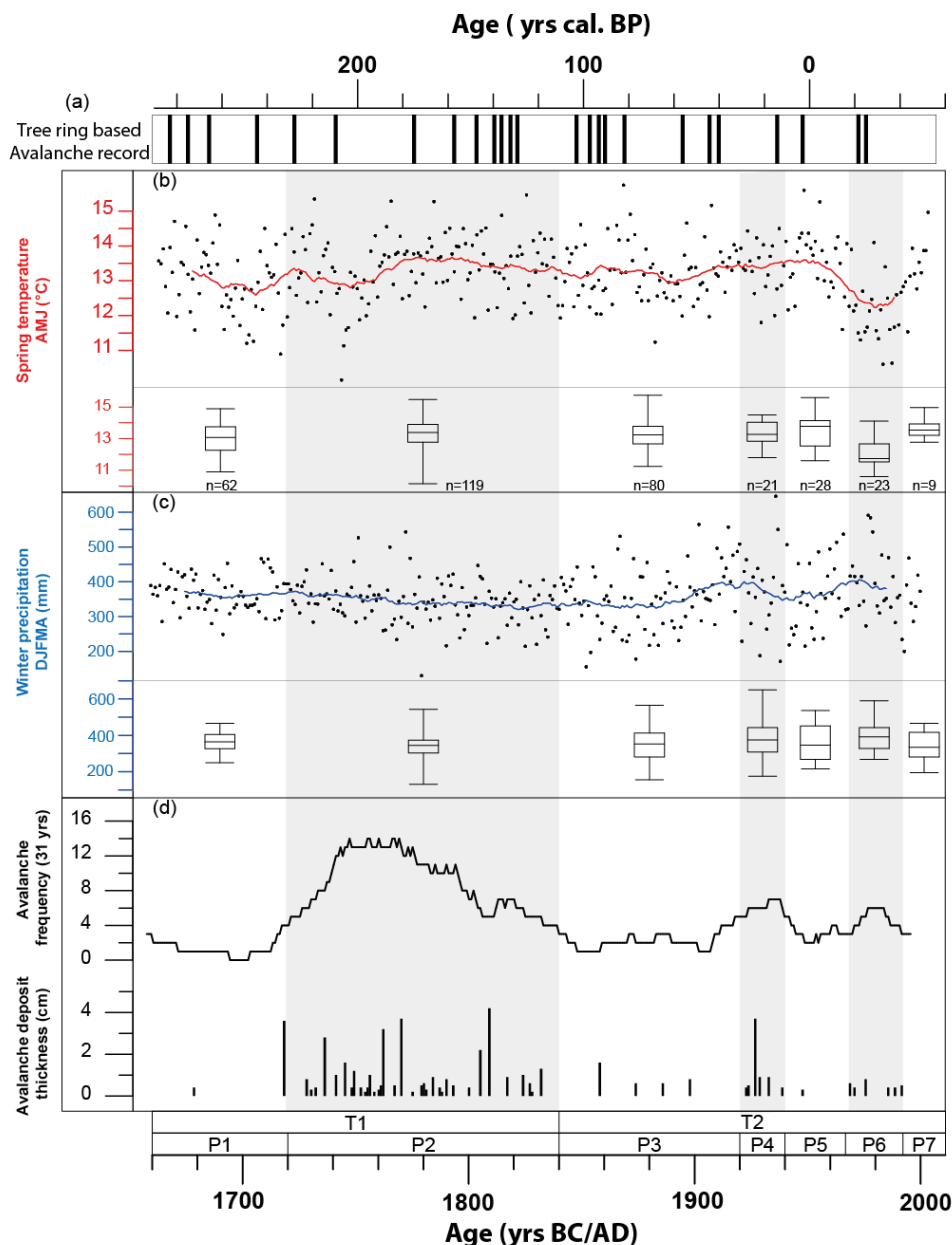 Age ( yrs cal. BP)
200 100 0
(a)
Tree ring based
Avalanche record
(b)
15
14
13
12
11
Spring temperature
AMJ (°C)
15
13
11
n=62 n=119 n=80 n=21 n=28 n=23 n=9
(c)
600
500
400
300
200
Winter precipitation
DJFMA (mm)
600
400
200
(d)
16
12
8
4
0
Avalanche
frequency (31 yrs)
4
2
0
Avalanche deposit
thickness (cm)
T1 T2
P1 P2 P3 P4 P5 P6 P7
1700 1800 1900 2000
Age (yrs BC/AD)